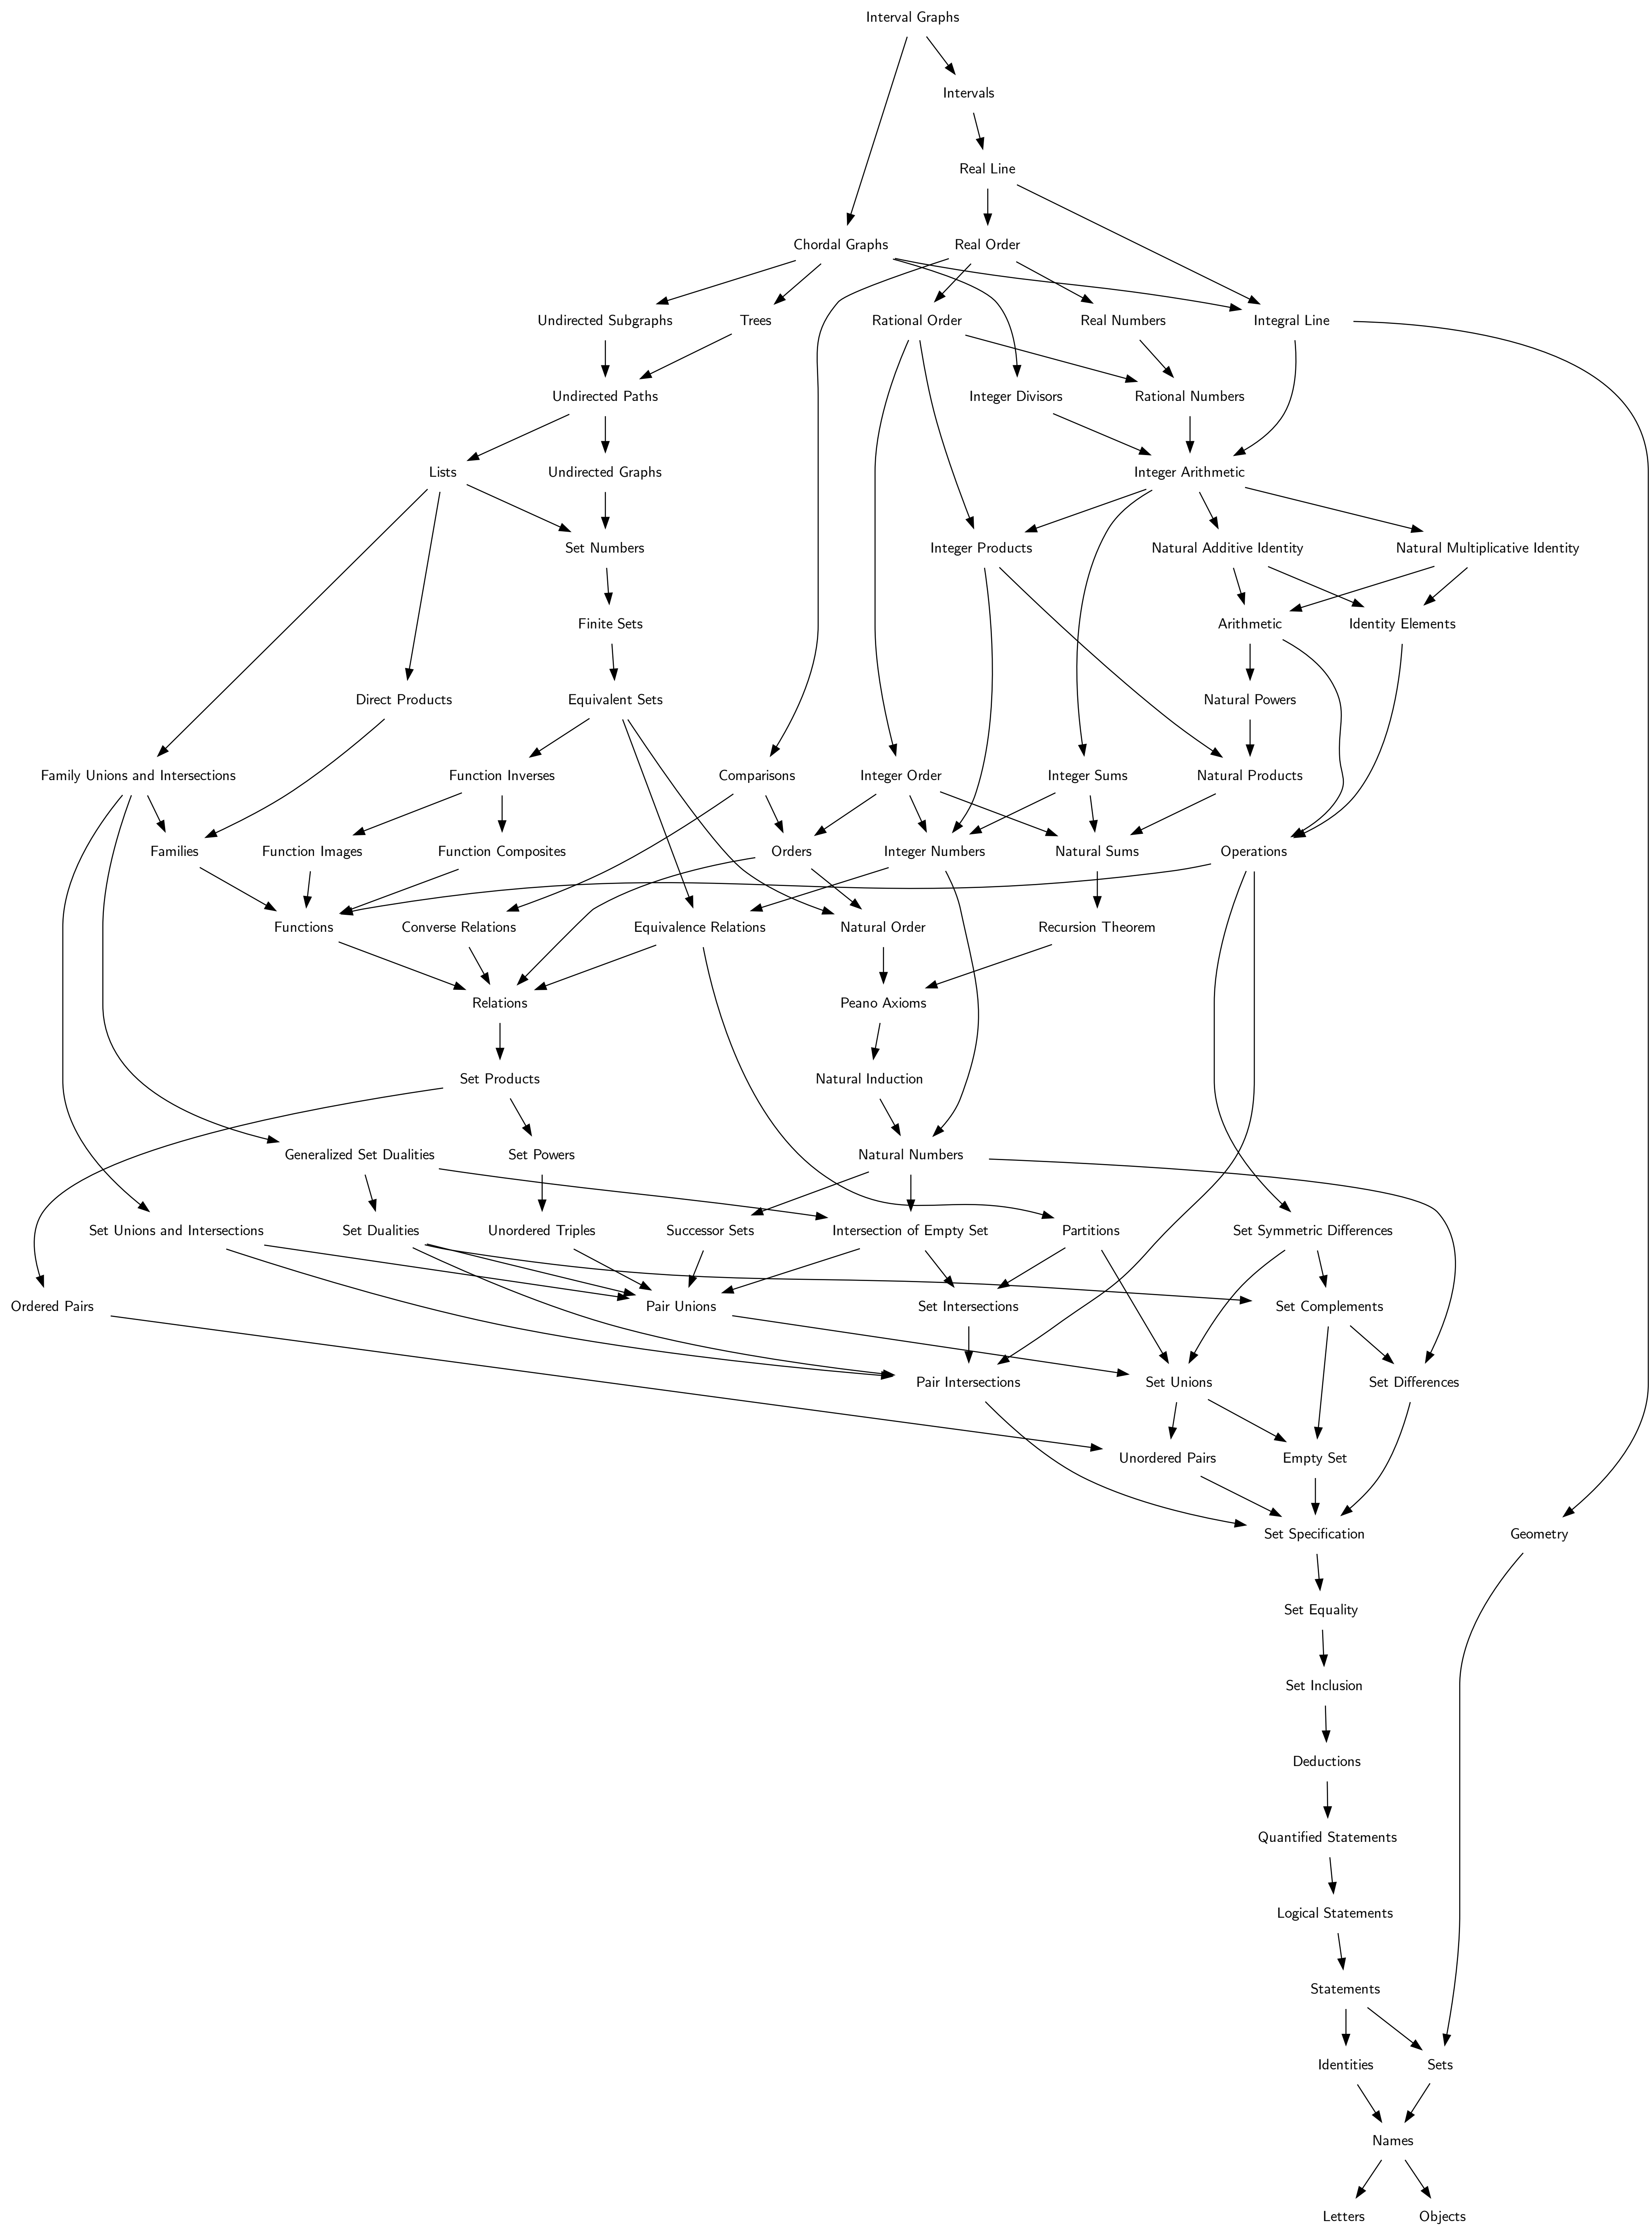 Interval Graphs
Intervals
Real Line
Chordal Graphs
Real Order
Undirected Subgraphs
Trees
Rational Order
Real Numbers
Integral Line
Undirected Paths
Integer Divisors
Rational Numbers
Lists
Undirected Graphs
Integer Arithmetic
Set Numbers
Integer Products
Natural Additive Identity
Natural Multiplicative Identity
Finite Sets
Arithmetic
Identity Elements
Direct Products
Equivalent Sets
Natural Powers
Family Unions and Intersections
Function Inverses
Comparisons
Integer Order
Integer Sums
Natural Products
Families
Function Images
Function Composites
Orders
Integer Numbers
Natural Sums
Operations
Functions
Converse Relations
Equivalence Relations
Natural Order
Recursion Theorem
Relations
Peano Axioms
Set Products
Natural Induction
Generalized Set Dualities
Set Powers
Natural Numbers
Set Unions and Intersections
Set Dualities
Unordered Triples
Successor Sets
Intersection of Empty Set
Partitions
Set Symmetric Differences
Ordered Pairs
Pair Unions
Set Intersections
Set Complements
Pair Intersections
Set Unions
Set Differences
Unordered Pairs
Empty Set
Set Specification
Geometry
Set Equality
Set Inclusion
Deductions
Quantified Statements
Logical Statements
Statements
Identities
Sets
Names
Letters
Objects